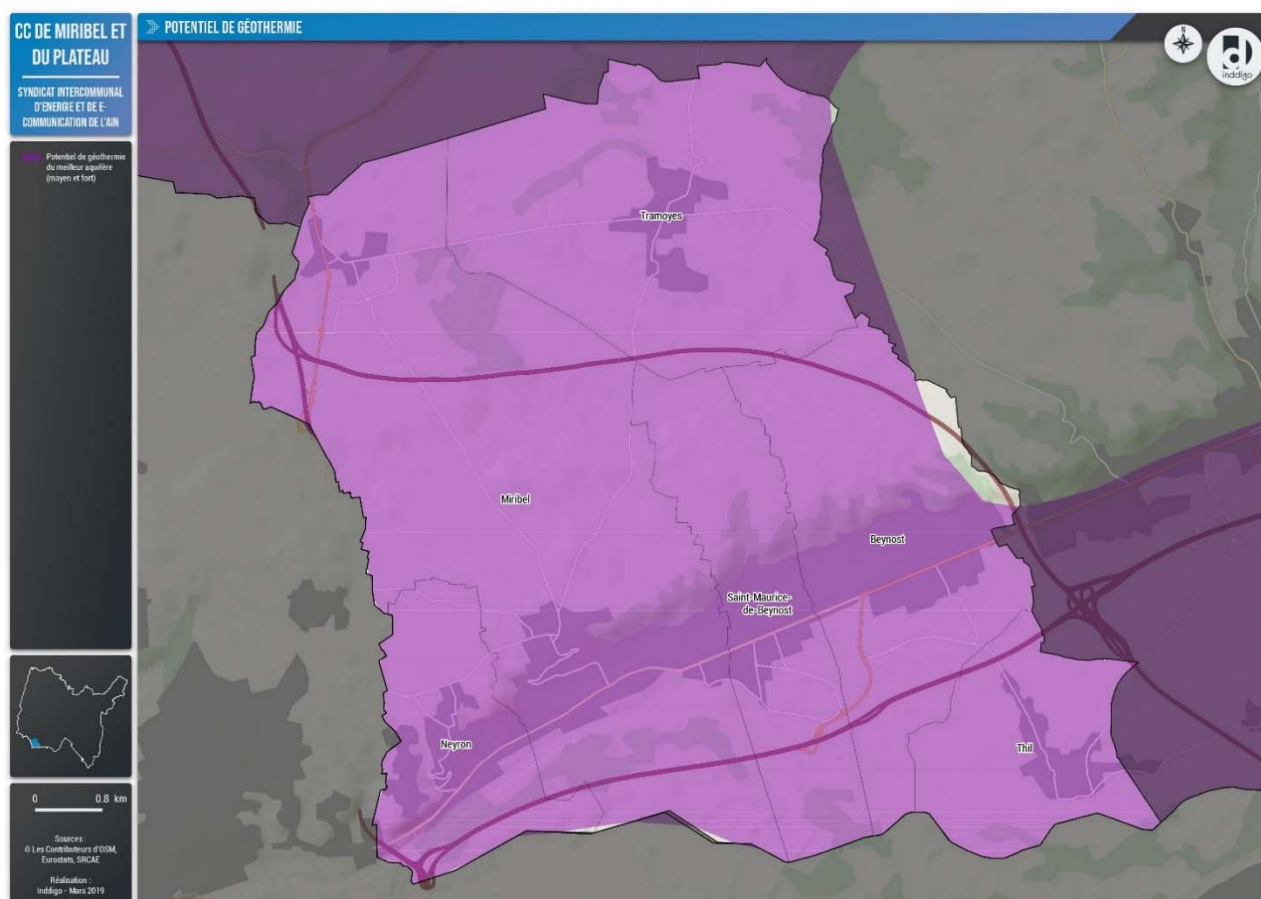 CC DE MIRIBEL ET
DU PLATEAU
SYNDICAT INTERCOMMUNAL
D'ENERGIE ET DE E-
COMMUNICATION DE L'AIN
POTENTIEL DE GÉOTHERMIE
N
inddigo
Potentiel de géothermie
du meilleur aquifère
(moyen et fort)
Tramoyes
Miribel
Beynost
Saint-Maurice-
de-Beynost
Neyron
Thil
0 0.8 km
Sources :
© Les Contributeurs d'OSM,
Eurostats, SRCAE
Réalisation :
Inddigo - Mars 2019